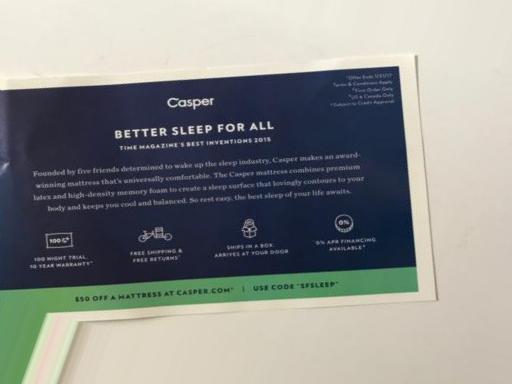 *Offer Ends 1/31/17
Terms & Conditions Apply
*First Order Only
*US & Canada Only
*Subject to Credit Approval
Casper
BETTER SLEEP FOR ALL
TIME MAGAZINE'S BEST INVENTIONS 2015
Founded by five friends determined to wake up the sleep industry, Casper makes an award-
winning mattress that's universally comfortable. The Casper mattress combines premium
latex and high-density memory foam to create a sleep surface that lovingly contours to your
body and keeps you cool and balanced. So rest easy, the best sleep of your life awaits.
100
0%
100 NIGHT TRIAL,
10 YEAR WARRANTY*
FREE SHIPPING &
FREE RETURNS*
SHIPS IN A BOX
ARRIVES AT YOUR DOOR
0% APR FINANCING
AVAILABLE*
$50 OFF A MATTRESS AT CASPER.COM* | USE CODE "SFSLEEP"